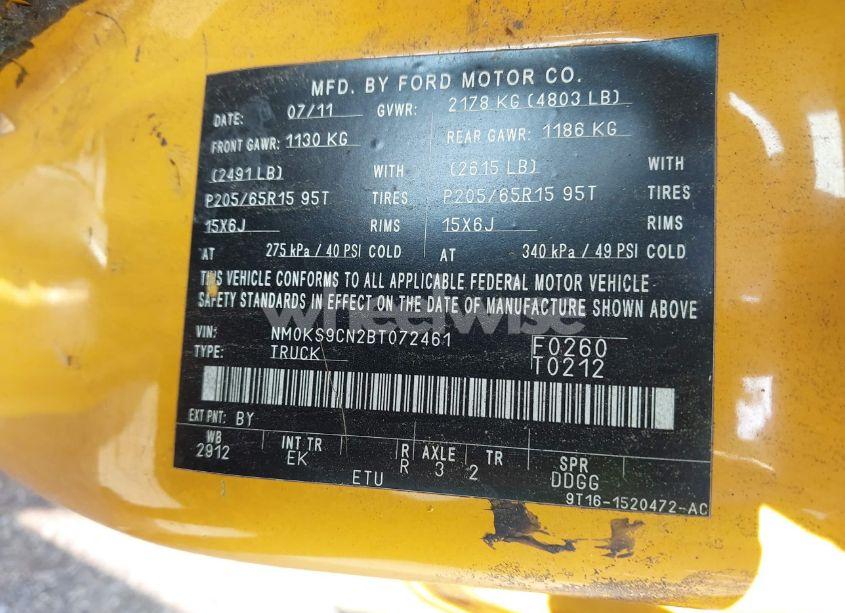 MFD. BY FORD MOTOR CO.
DATE: 07/11 GVWR: 2178 KG (4803 LB)
FRONT GAWR: 1130 KG REAR GAWR: 1186 KG
(2491 LB) WITH (2615 LB) WITH
P205/65R15 95T TIRES P205/65R15 95T TIRES
15X6J RIMS 15X6J RIMS
AT 275 kPa / 40 PSI COLD AT 340 kPa / 49 PSI COLD
THIS VEHICLE CONFORMS TO ALL APPLICABLE FEDERAL MOTOR VEHICLE
SAFETY STANDARDS IN EFFECT ON THE DATE OF MANUFACTURE SHOWN ABOVE
wheelwise
VIN: NM0KS9CN2BT072461 F0260
TYPE: TRUCK T0212
EXT PNT: BY
WB INT TR R AXLE TR SPR
2912 EK R 3 2 DDGG
ETU 9T16-1520472-AC